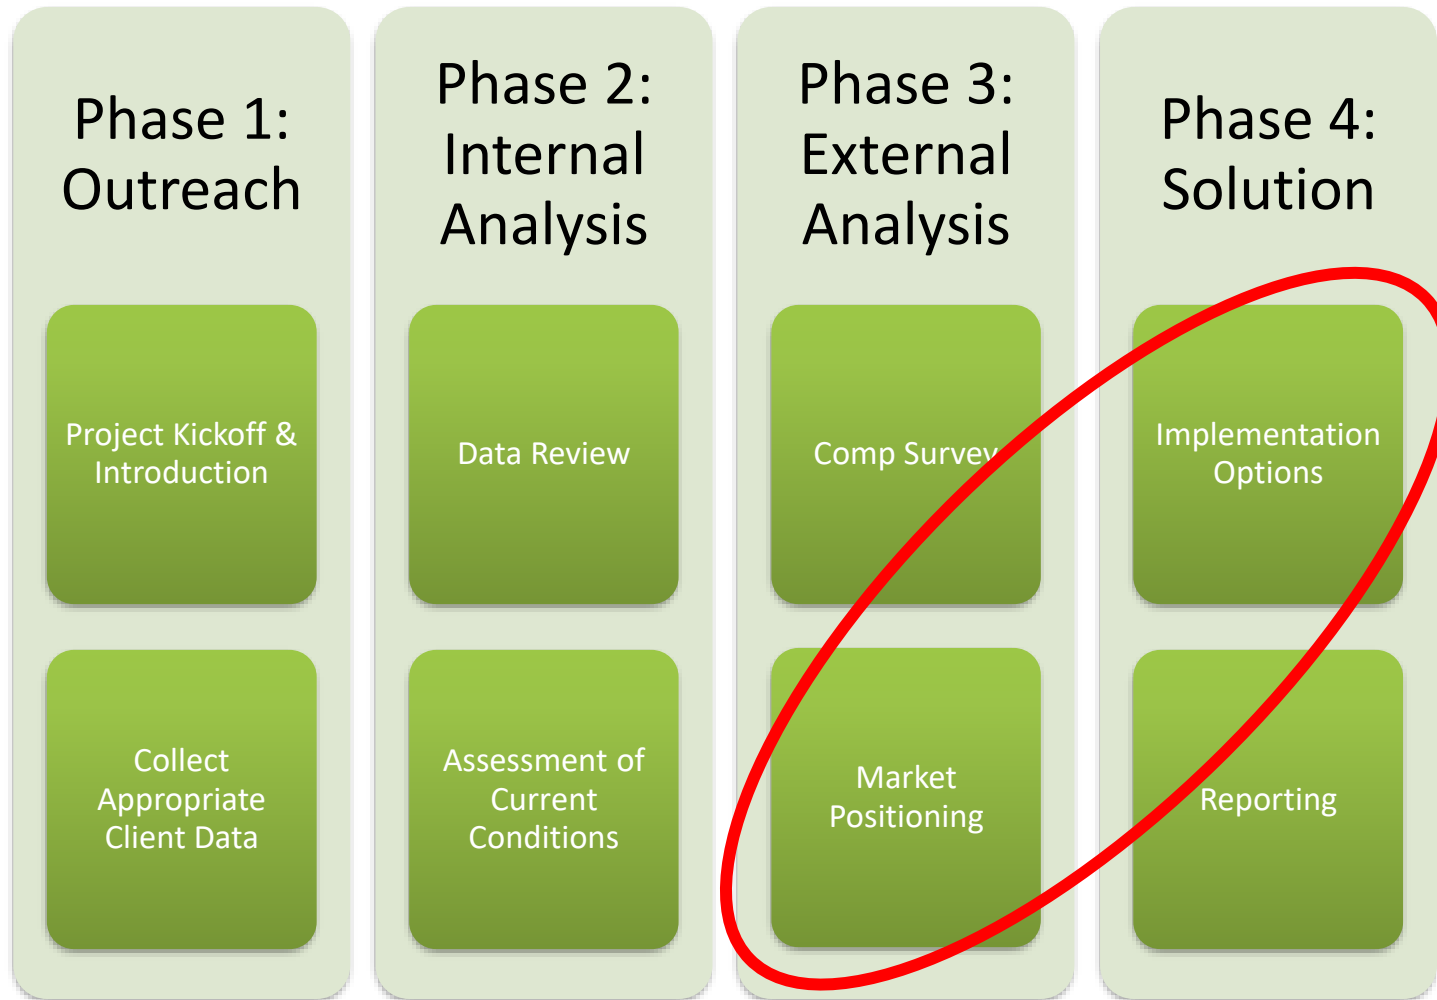 Phase 1:
Outreach
Project Kickoff &
Introduction
Collect
Appropriate
Client Data
Phase 2:
Internal
Analysis
Data Review
Assessment of
Current
Conditions
Phase 3:
External
Analysis
Comp Survey
Market
Positioning
Phase 4:
Solution
Implementation
Options
Reporting